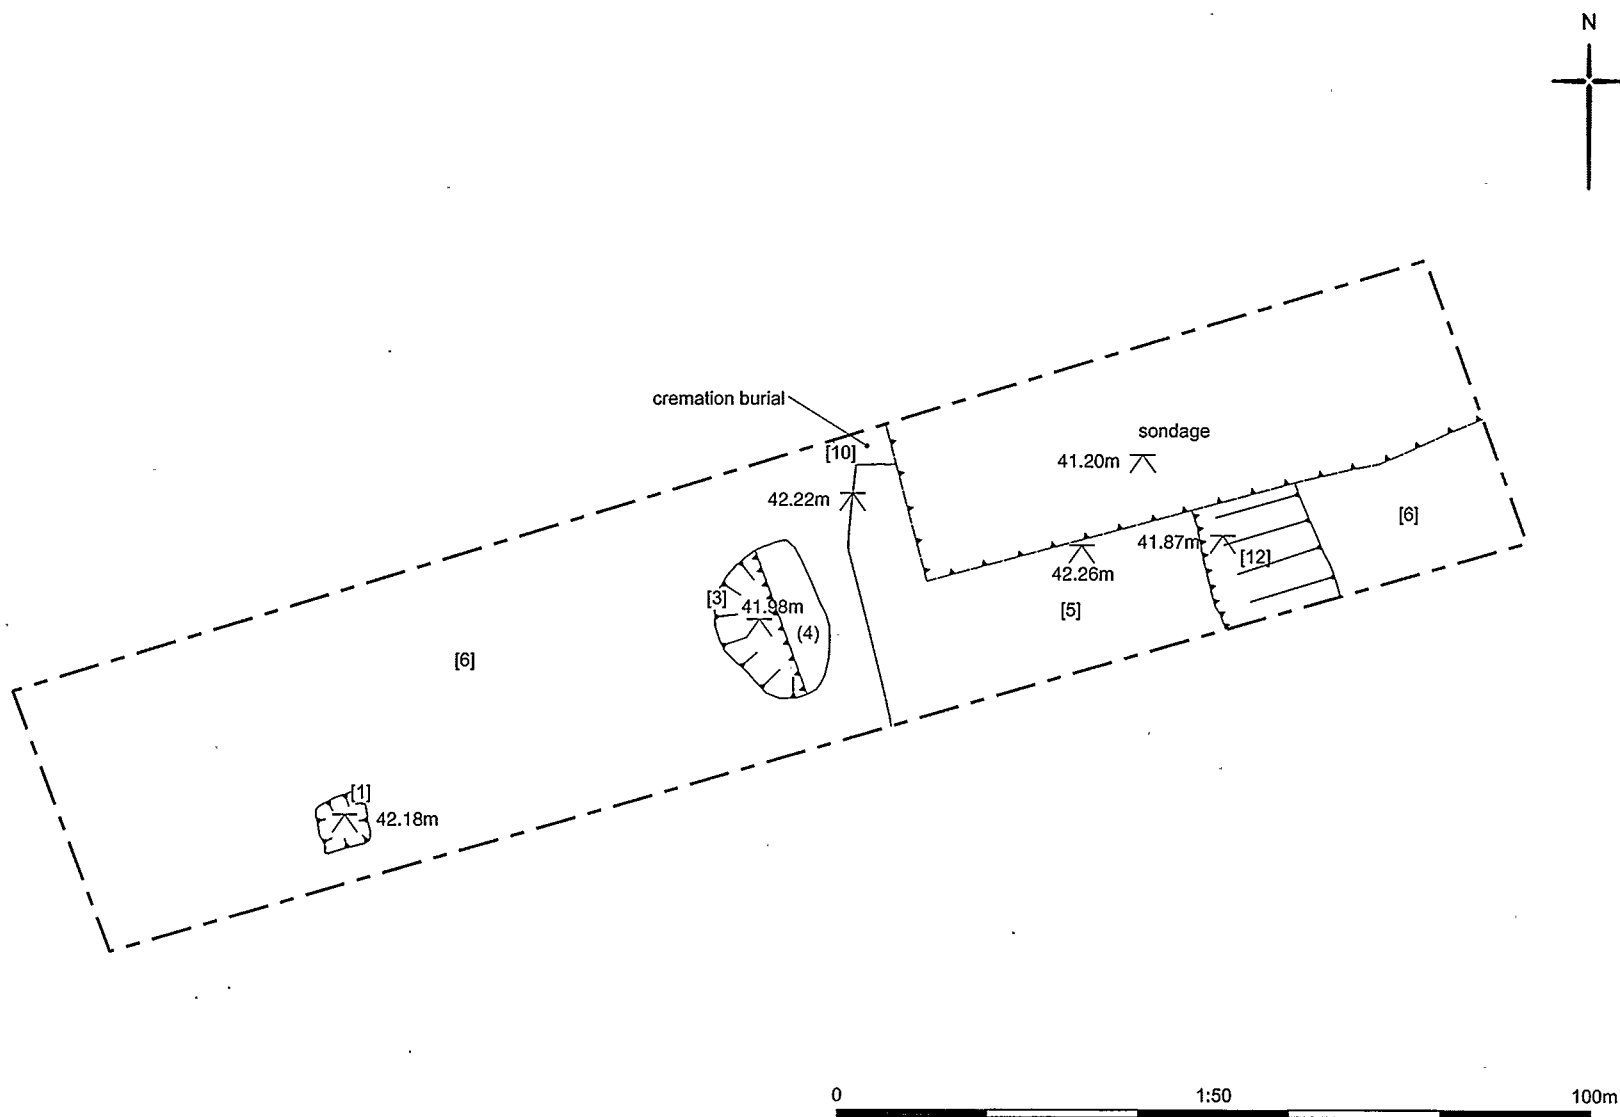 N
cremation burial
sondage
[10]
41.20m
42.22m
[6]
41.87m
[12]
42.26m
[3]
41.98m
[5]
(4)
[6]
[1]
42.18m
0 1:50 100m